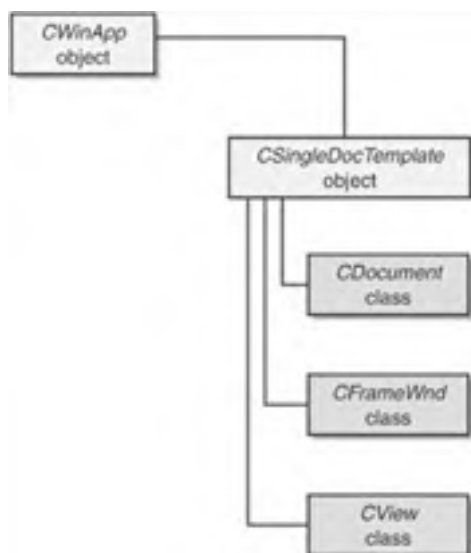 CWinApp
object
CSingleDocTemplate
object
CDocument
class
CFrameWnd
class
CView
class